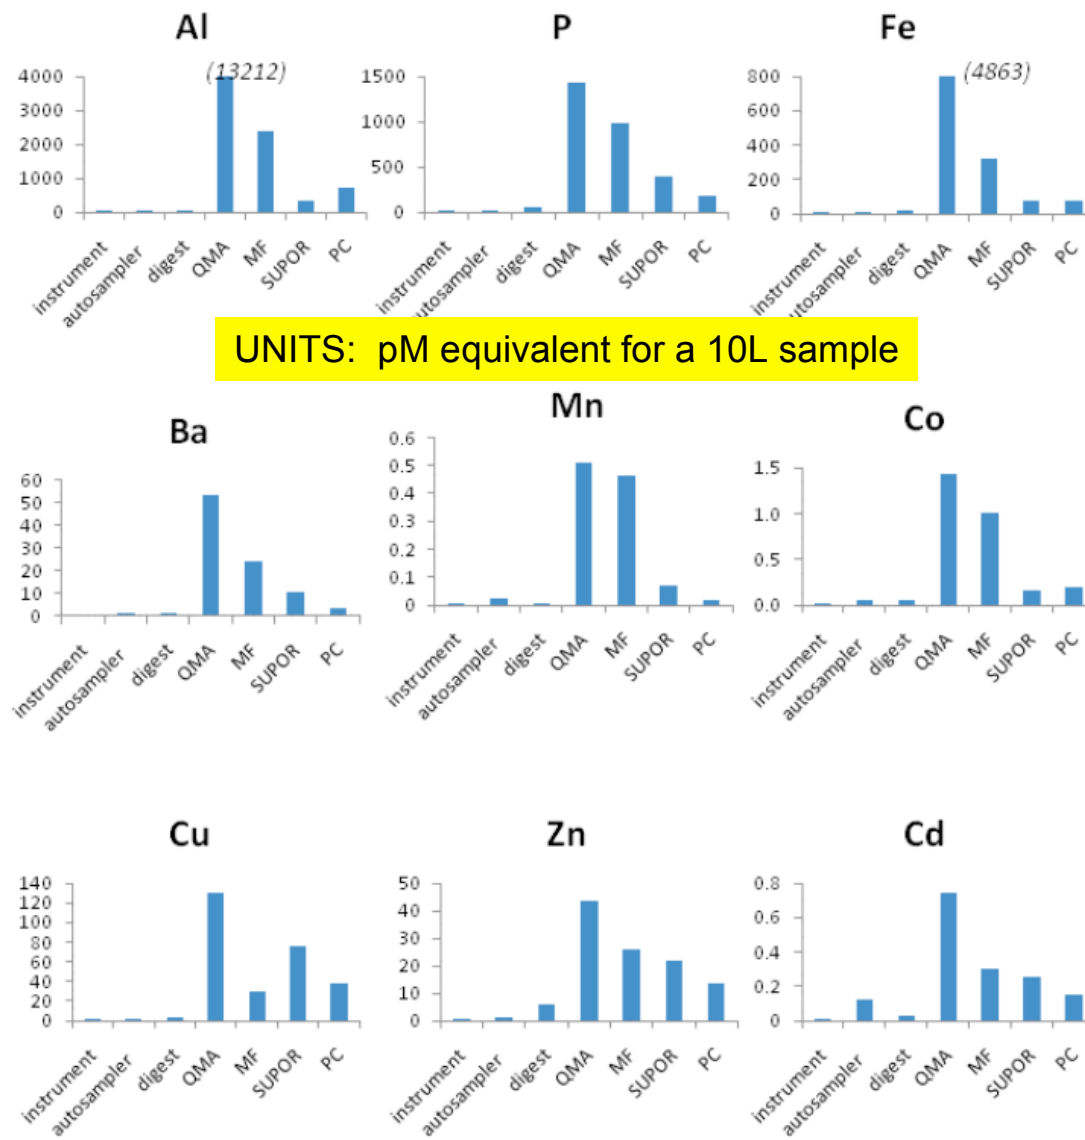 Al
(13212)
4000
3000
2000
1000
0
instrument
autosampler
digest
QMA
MF
SUPOR
PC
P
1500
1000
500
0
instrument
autosampler
digest
QMA
MF
SUPOR
PC
Fe
(4863)
800
600
400
200
0
instrument
autosampler
digest
QMA
MF
SUPOR
PC
UNITS: pM equivalent for a 10L sample
Ba
60
50
40
30
20
10
0
instrument
autosampler
digest
QMA
MF
SUPOR
PC
Mn
0.6
0.5
0.4
0.3
0.2
0.1
0
instrument
autosampler
digest
QMA
MF
SUPOR
PC
Co
1.5
1.0
0.5
0.0
instrument
autosampler
digest
QMA
MF
SUPOR
PC
Cu
140
120
100
80
60
40
20
0
instrument
autosampler
digest
QMA
MF
SUPOR
PC
Zn
50
40
30
20
10
0
instrument
autosampler
digest
QMA
MF
SUPOR
PC
Cd
0.8
0.6
0.4
0.2
0
instrument
autosampler
digest
QMA
MF
SUPOR
PC